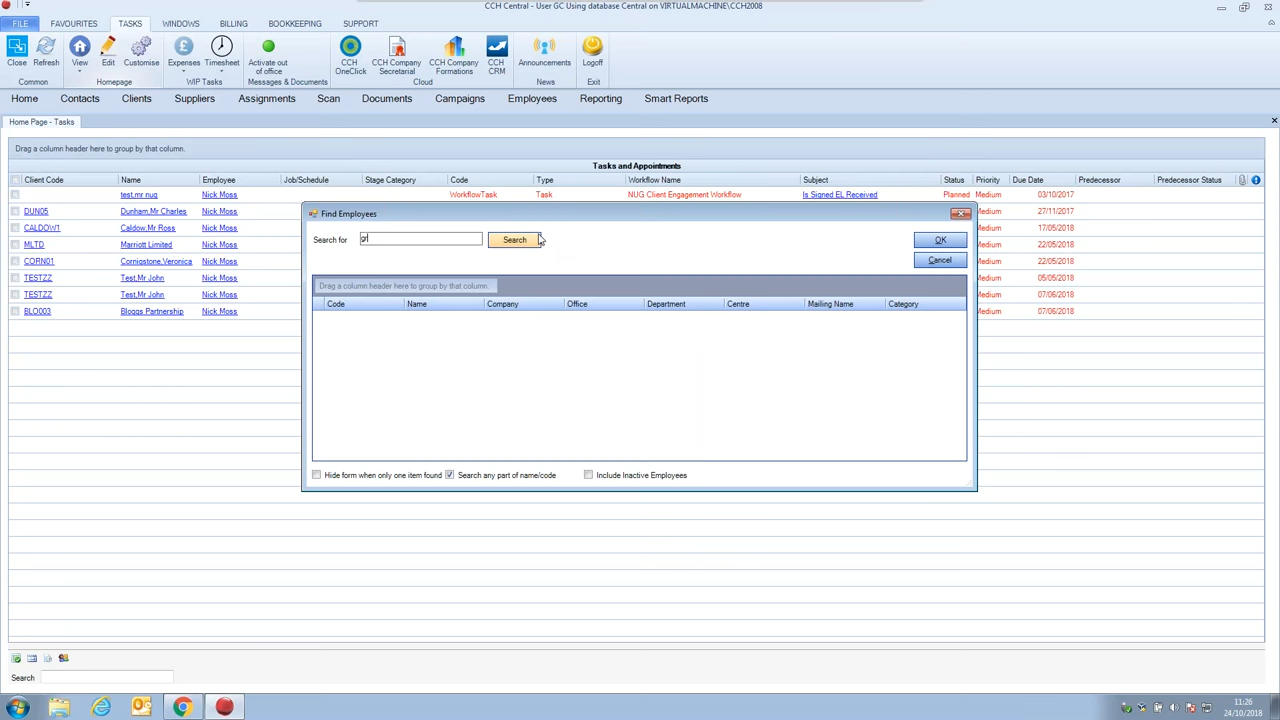 CCH Central - User GC Using database Central on VIRTUALMACHINE\CCH2008
FILE FAVOURITES TASKS WINDOWS BILLING BOOKKEEPING SUPPORT
Close Refresh View Edit Customise Expenses Timesheet Activate out of office CCH OneClick CCH Company Secretarial CCH Company Formations CCH CRM Announcements Logoff
Common Homepage WIP Tasks Messages & Documents Cloud News Exit
Home Contacts Clients Suppliers Assignments Scan Documents Campaigns Employees Reporting Smart Reports
Home Page - Tasks
Drag a column header here to group by that column.
Tasks and Appointments
Client Code Name Employee Job/Schedule Stage Category Code Type Workflow Name Subject Status Priority Due Date Predecessor Predecessor Status
test,mr nug Nick Moss WorkflowTask Task NUG Client Engagement Workflow Is Signed EL Received Planned Medium 03/10/2017
DUN05 Dunham,Mr Charles Nick Moss Medium 27/11/2017
CALDOW1 Caldow,Mr Ross Nick Moss Medium 17/05/2018
MLTD Marriott Limited Nick Moss Medium 22/05/2018
CORN01 Cornigstone,Veronica Nick Moss Medium 22/05/2018
TESTZZ Test,Mr John Nick Moss Medium 05/05/2018
TESTZZ Test,Mr John Nick Moss Medium 07/06/2018
BLO003 Bloggs Partnership Nick Moss Medium 07/06/2018
Find Employees
Search for gr Search OK
Cancel
Drag a column header here to group by that column.
Code Name Company Office Department Centre Mailing Name Category
Hide form when only one item found Search any part of name/code Include Inactive Employees
Search
11:26
24/10/2018